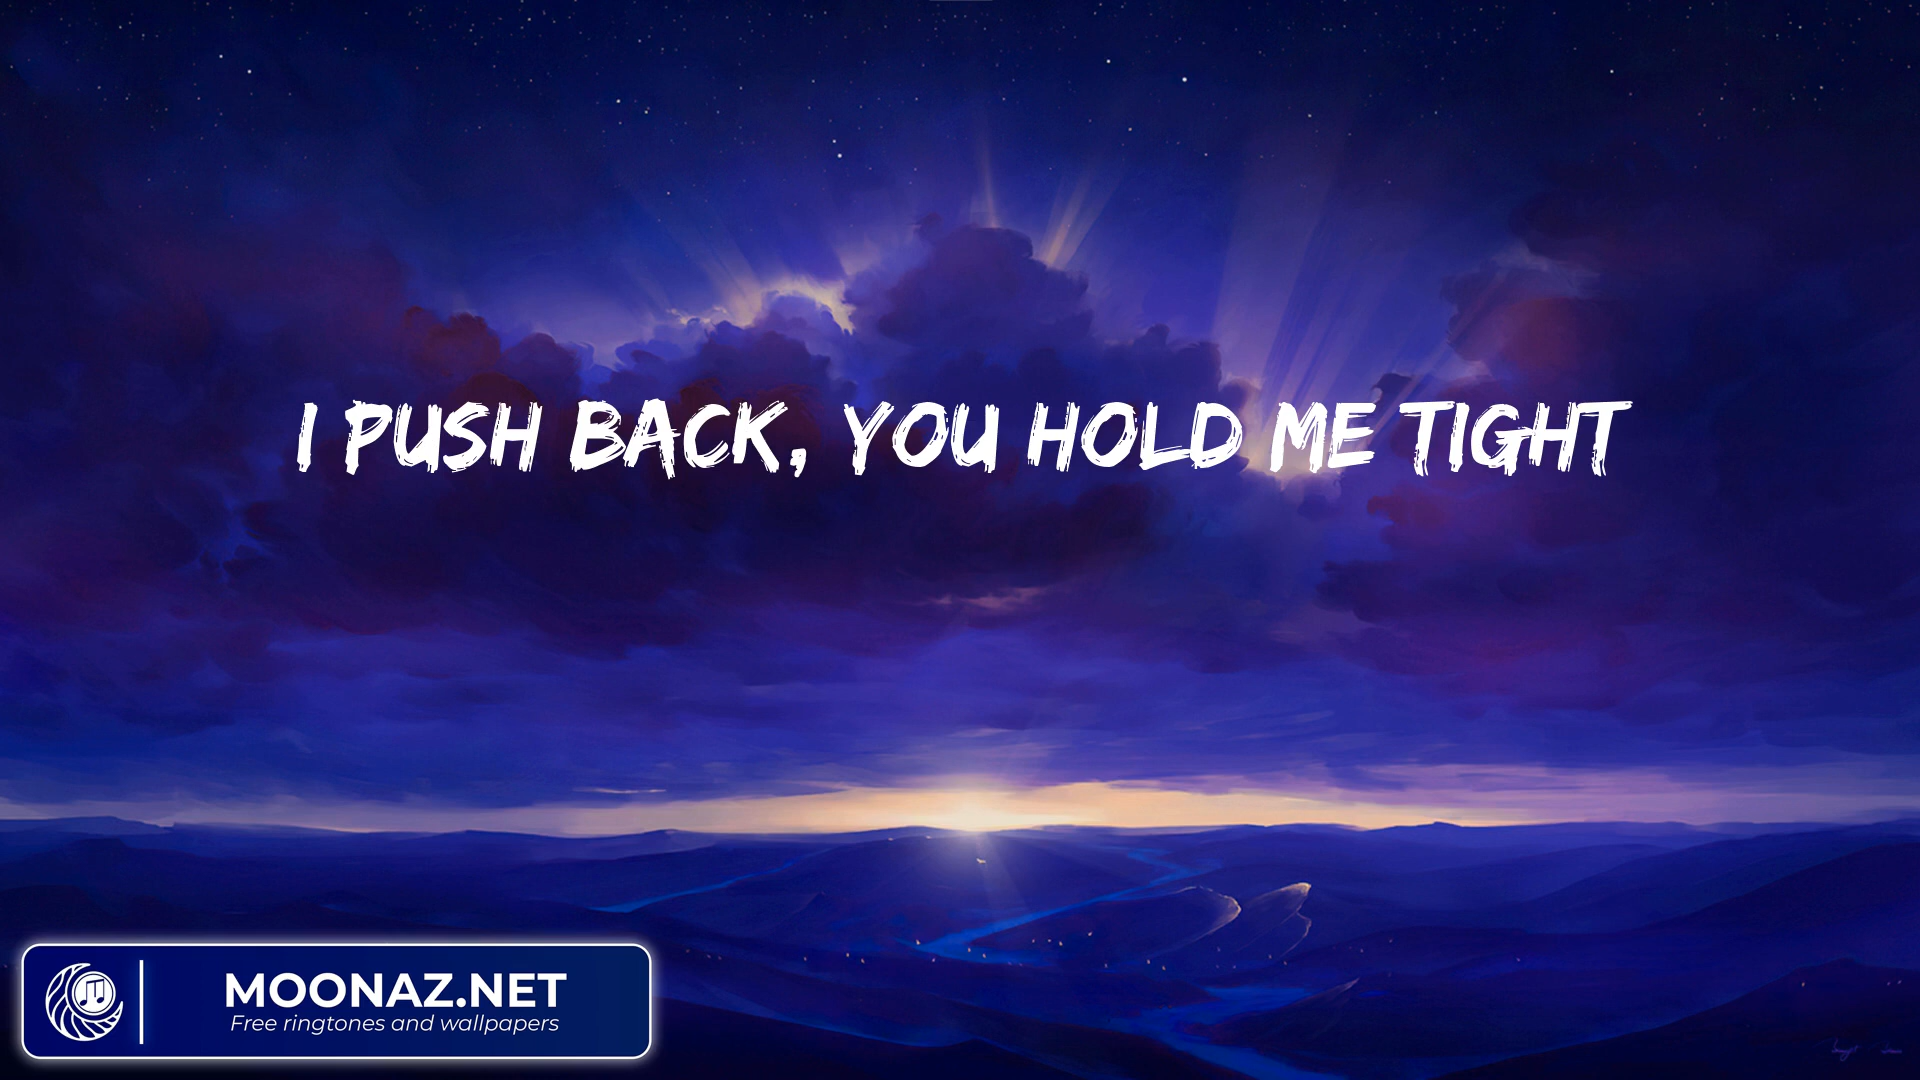 I PUSH BACK, YOU HOLD ME TIGHT
MOONAZ.NET
Free ringtones and wallpapers